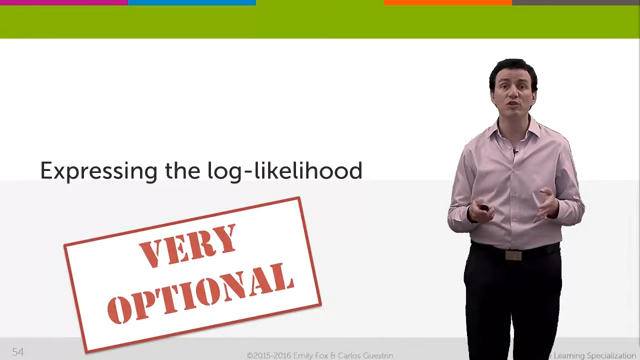 Expressing the log-likelihood
VERY
OPTIONAL
54
©2015-2016 Emily Fox & Carlos Guestrin
Learning Specialization